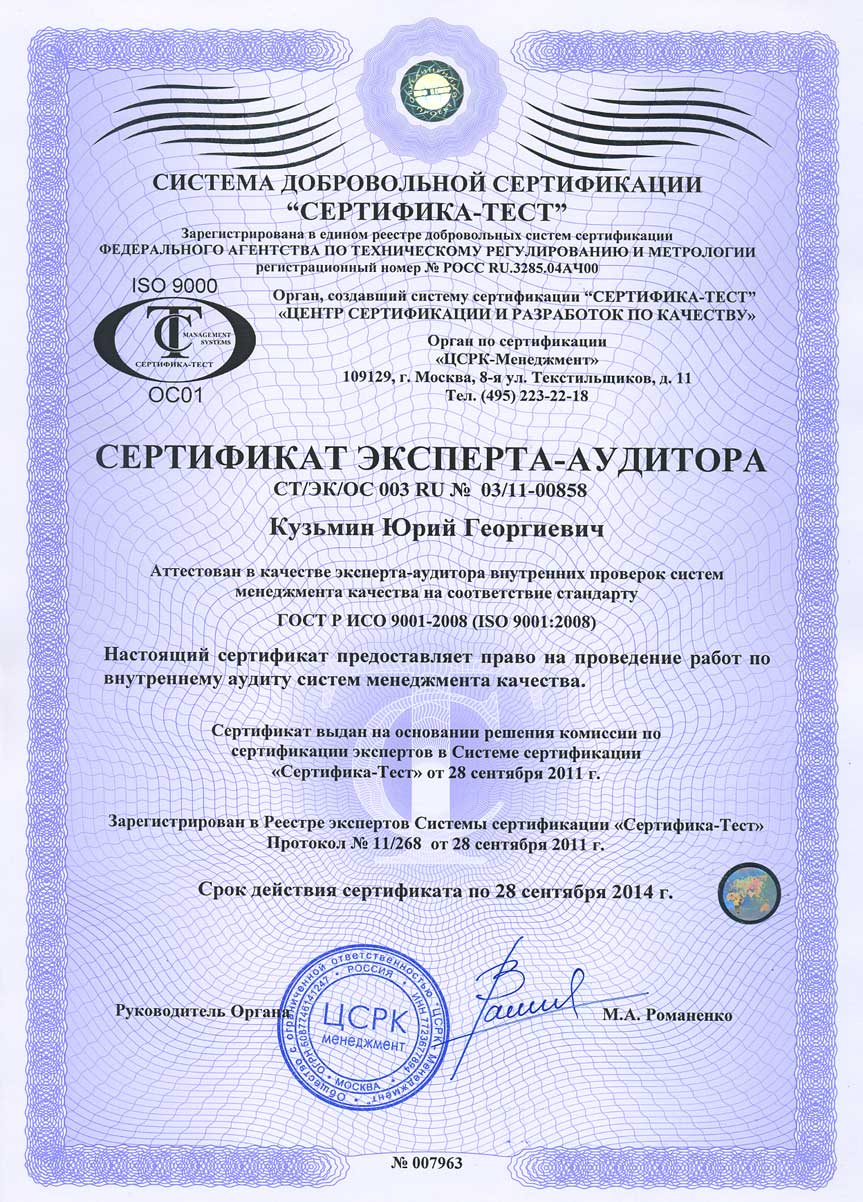 СИСТЕМА ДОБРОВОЛЬНОЙ СЕРТИФИКАЦИИ
“СЕРТИФИКА-ТЕСТ”
Зарегистрирована в едином реестре добровольных систем сертификации
ФЕДЕРАЛЬНОГО АГЕНТСТВА ПО ТЕХНИЧЕСКОМУ РЕГУЛИРОВАНИЮ И МЕТРОЛОГИИ
регистрационный номер № РОСС RU.3285.04АЧ00
ISO 9000
MANAGEMENT
SYSTEMS
СЕРТИФИКА-ТЕСТ
ОС01
Орган, создавший систему сертификации “СЕРТИФИКА-ТЕСТ”
«ЦЕНТР СЕРТИФИКАЦИИ И РАЗРАБОТОК ПО КАЧЕСТВУ»
Орган по сертификации
«ЦСРК-Менеджмент»
109129, г. Москва, 8-я ул. Текстильщиков, д. 11
Тел. (495) 223-22-18
СЕРТИФИКАТ ЭКСПЕРТА-АУДИТОРА
СТ/ЭК/ОС 003 RU № 03/11-00858
Кузьмин Юрий Георгиевич
Аттестован в качестве эксперта-аудитора внутренних проверок систем
менеджмента качества на соответствие стандарту
ГОСТ Р ИСО 9001-2008 (ISO 9001:2008)
Настоящий сертификат предоставляет право на проведение работ по
внутреннему аудиту систем менеджмента качества.
Сертификат выдан на основании решения комиссии по
сертификации экспертов в Системе сертификации
«Сертифика-Тест» от 28 сентября 2011 г.
Зарегистрирован в Реестре экспертов Системы сертификации «Сертифика-Тест»
Протокол № 11/268 от 28 сентября 2011 г.
Срок действия сертификата по 28 сентября 2014 г.
Руководитель Органа
Общество с ограниченной ответственностью "ЦСРК-Менеджмент"
РОССИЯ • ИНН 7723677894 • МОСКВА • ОГРН 5087746141247
ЦСРК
менеджмент
М.А. Романенко
№ 007963